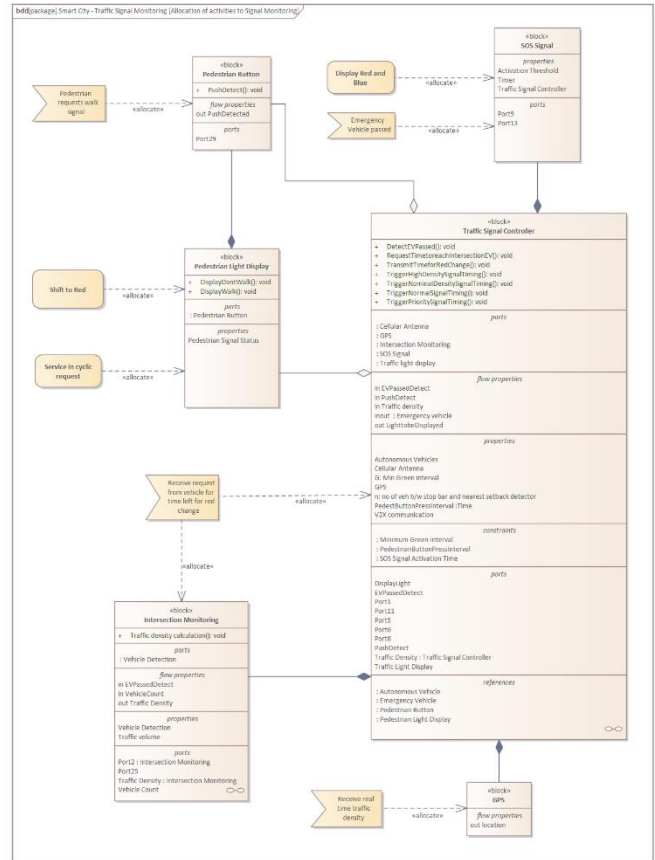 bdd[package] Smart City - Traffic Signal Monitoring [Allocation of activities to Signal Monitoring]
«block»
Pedestrian Button
+ PushDetect(): void
flow properties
out PushDetected
ports
Port29
Pedestrian
requests walk
signal
«allocate»
«block»
SOS Signal
properties
Activation Threshold
Timer
Traffic Signal Controller
ports
Port9
Port13
Display Red and
Blue
«allocate»
Emergency
Vehicle passed
«allocate»
«block»
Pedestrian Light Display
+ DisplayDontWalk(): void
+ DisplayWalk(): void
ports
: Pedestrian Button
properties
Pedestrian Signal Status
Shift to Red
«allocate»
Service in cyclic
request
«allocate»
«block»
Traffic Signal Controller
+ DetectEVPassed(): void
+ RequestTimetoreachIntersectionEV(): void
+ TransmitTimeforRedChange(): void
+ TriggerHighDensitySignalTiming(): void
+ TriggerNominalDensitySignalTiming(): void
+ TriggerNormalSignalTiming(): void
+ TriggerPrioritySignalTiming(): void
parts
: Cellular Antenna
: GPS
: Intersection Monitoring
: SOS Signal
: Traffic light display
flow properties
in EVPassedDetect
in PushDetect
in Traffic density
inout : Emergency vehicle
out LighttobeDisplayed
properties
Autonomous Vehicles
Cellular Antenna
G: Min Green Interval
GPS
n: no of veh b/w stop bar and nearest setback detector
PedestButtonPressInterval :Time
V2X communication
constraints
: Minimum Green Interval
: PedestrianButtonPressInterval
: SOS Signal Activation Time
ports
DisplayLight
EVPassedDetect
Port1
Port11
Port5
Port6
Port8
PushDetect
Traffic Density : Traffic Signal Controller
Traffic Light Display
references
: Autonomous Vehicle
: Emergency Vehicle
: Pedestrian Button
: Pedestrian Light Display
Receive request
from vehicle for
time left for red
change
«allocate»
«allocate»
«block»
Intersection Monitoring
+ Traffic density calculation(): void
parts
: Vehicle Detection
flow properties
in EVPassedDetect
in VehicleCount
out Traffic Density
properties
Vehicle Detection
Traffic volume
ports
Port2 : Intersection Monitoring
Port25
Traffic Density : Intersection Monitoring
Vehicle Count
Receive real
time traffic
density
«allocate»
«block»
GPS
flow properties
out location